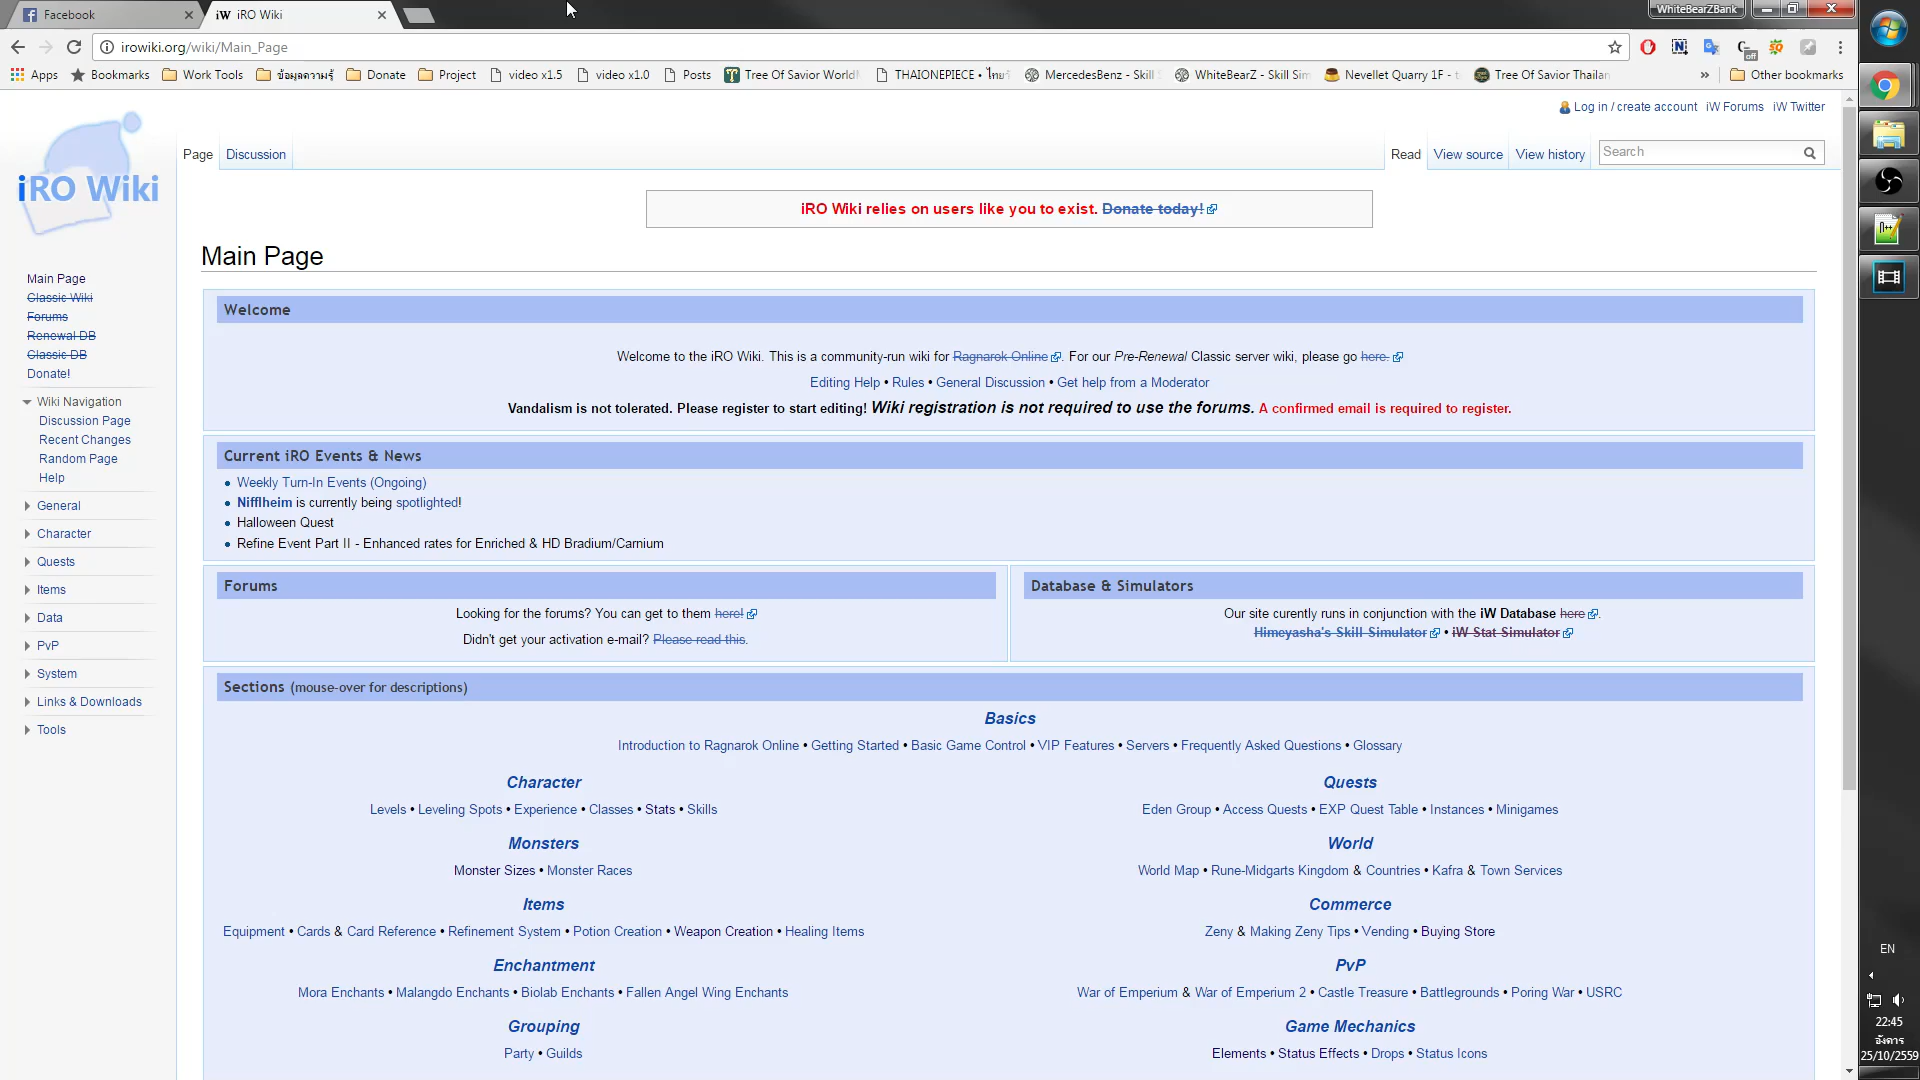 Facebook
iRO Wiki
WhiteBearZBank
irowiki.org/wiki/Main_Page
Apps Bookmarks Work Tools ข้อมูลความรู้ Donate Project video x1.5 video x1.0 Posts Tree Of Savior World THAIONEPIECE • ไทย MercedesBenz - Skill WhiteBearZ - Skill Sim Nevellet Quarry 1F - Tree Of Savior Thailan » Other bookmarks
Log in / create account iW Forums iW Twitter
Page Discussion Read View source View history Search
iRO Wiki
iRO Wiki relies on users like you to exist. Donate today!
Main Page
Main Page
Classic Wiki
Forums
Renewal DB
Classic DB
Donate!
Wiki Navigation
Discussion Page
Recent Changes
Random Page
Help
General
Character
Quests
Items
Data
PvP
System
Links & Downloads
Tools
Welcome
Welcome to the iRO Wiki. This is a community-run wiki for Ragnarok Online. For our Pre-Renewal Classic server wiki, please go here.
Editing Help • Rules • General Discussion • Get help from a Moderator
Vandalism is not tolerated. Please register to start editing! Wiki registration is not required to use the forums. A confirmed email is required to register.
Current iRO Events & News
Weekly Turn-In Events (Ongoing)
Nifflheim is currently being spotlighted!
Halloween Quest
Refine Event Part II - Enhanced rates for Enriched & HD Bradium/Carnium
Forums
Looking for the forums? You can get to them here!
Didn't get your activation e-mail? Please read this.
Database & Simulators
Our site curently runs in conjunction with the iW Database here.
Himeyasha's Skill Simulator • iW Stat Simulator
Sections (mouse-over for descriptions)
Basics
Introduction to Ragnarok Online • Getting Started • Basic Game Control • VIP Features • Servers • Frequently Asked Questions • Glossary
Character
Levels • Leveling Spots • Experience • Classes • Stats • Skills
Quests
Eden Group • Access Quests • EXP Quest Table • Instances • Minigames
Monsters
Monster Sizes • Monster Races
World
World Map • Rune-Midgarts Kingdom & Countries • Kafra & Town Services
Items
Equipment • Cards & Card Reference • Refinement System • Potion Creation • Weapon Creation • Healing Items
Commerce
Zeny & Making Zeny Tips • Vending • Buying Store
Enchantment
Mora Enchants • Malangdo Enchants • Biolab Enchants • Fallen Angel Wing Enchants
PvP
War of Emperium & War of Emperium 2 • Castle Treasure • Battlegrounds • Poring War • USRC
Grouping
Party • Guilds
Game Mechanics
Elements • Status Effects • Drops • Status Icons
EN
22:45
อังคาร
25/10/2559